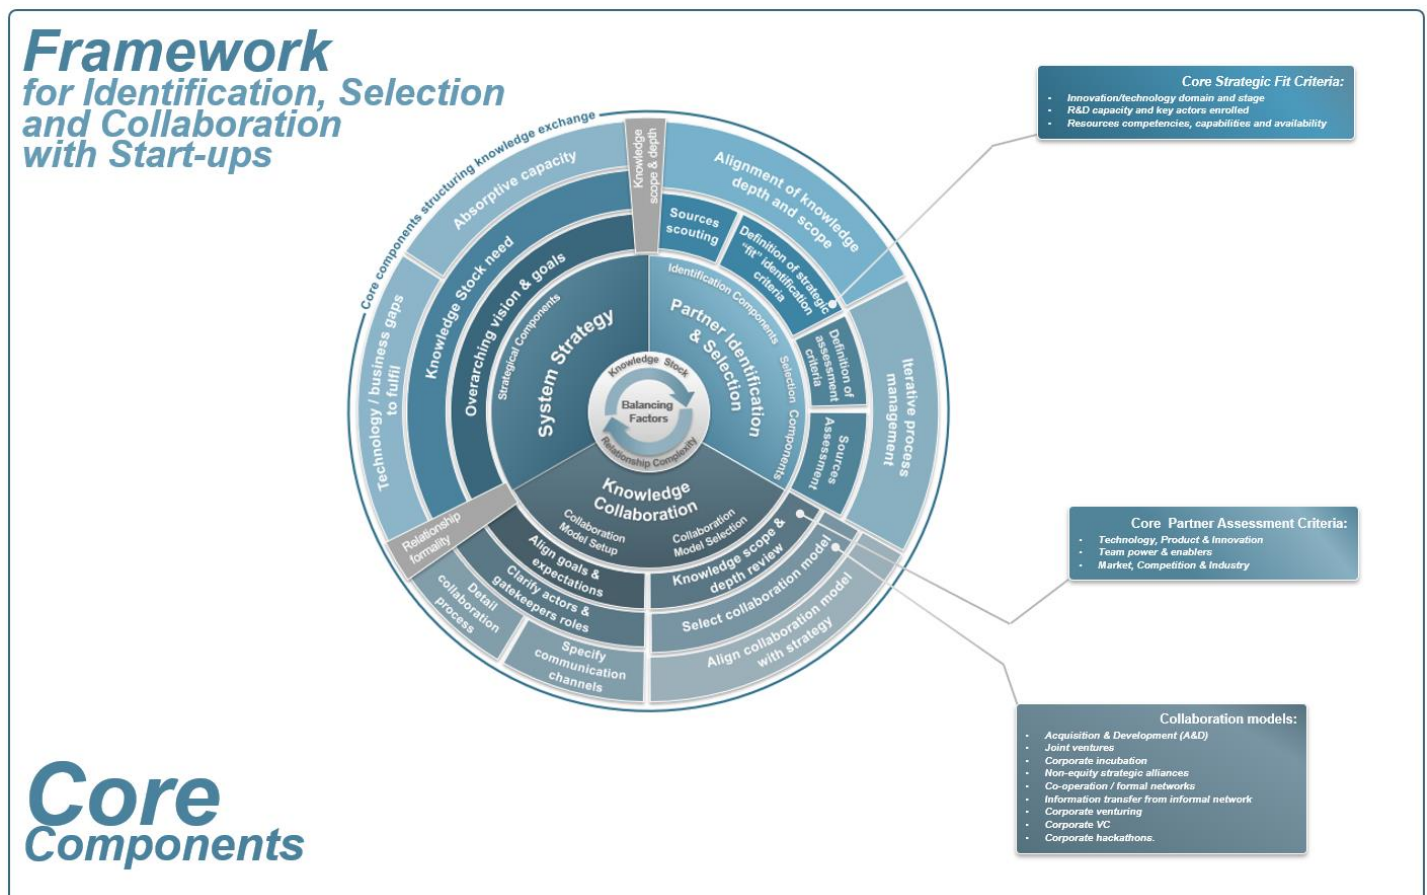 Framework
for Identification, Selection
and Collaboration
with Start-ups
Core components structuring knowledge exchange
Knowledge
scope & depth
Absorptive capacity
Technology / business gaps
to fulfil
Knowledge Stock need
Overarching vision & goals
Strategical Components
System Strategy
Alignment of knowledge
depth and scope
Sources
scouting
Definition of strategic
"fit" identification
criteria
Identification Components
Partner Identification
& Selection
Selection Components
Definition of
assessment
criteria
Sources
Assessment
Iterative process
management
Knowledge Stock
Balancing
Factors
Relationship Complexity
Knowledge
Collaboration
Collaboration
Model Setup
Collaboration
Model Selection
Relationship
formality
Align goals &
expectations
Clarify actors &
gatekeepers roles
Detail
collaboration
process
Specify
communication
channels
Knowledge scope &
depth review
Select collaboration model
Align collaboration model
with strategy
Core Strategic Fit Criteria:
• Innovation/technology domain and stage
• R&D capacity and key actors enrolled
• Resources competencies, capabilities and availability
Core Partner Assessment Criteria:
• Technology, Product & Innovation
• Team power & enablers
• Market, Competition & Industry
Collaboration models:
• Acquisition & Development (A&D)
• Joint ventures
• Corporate incubation
• Non-equity strategic alliances
• Co-operation / formal networks
• Information transfer from informal network
• Corporate venturing
• Corporate VC
• Corporate hackathons.
Core
Components